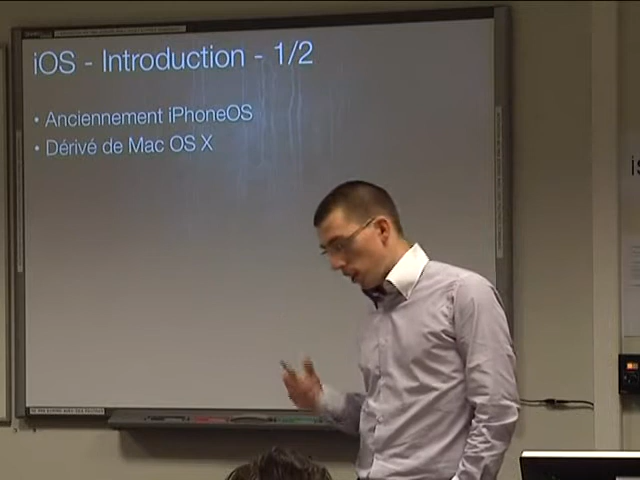 iOS - Introduction - 1/2
• Anciennement iPhoneOS
• Dérivé de Mac OS X